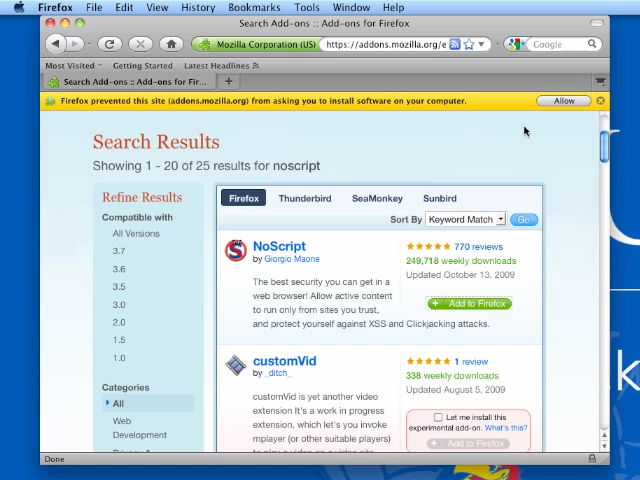 Firefox File Edit View History Bookmarks Tools Window Help
Search Add-ons :: Add-ons for Firefox
Mozilla Corporation (US) https://addons.mozilla.org/e Google
Most Visited Getting Started Latest Headlines
Search Add-ons :: Add-ons for Fir... +
Firefox prevented this site (addons.mozilla.org) from asking you to install software on your computer. Allow
Search Results
Showing 1 - 20 of 25 results for noscript
Refine Results
Compatible with
All Versions
3.7
3.6
3.5
3.0
2.0
1.5
1.0
Categories
All
Web
Development
Firefox Thunderbird SeaMonkey Sunbird
Sort By Keyword Match Go
NoScript
by Giorgio Maone
770 reviews
249,718 weekly downloads
Updated October 13, 2009
+ Add to Firefox
The best security you can get in a
web browser! Allow active content
to run only from sites you trust,
and protect yourself against XSS and Clickjacking attacks.
customVid
by _ditch_
1 review
338 weekly downloads
Updated August 5, 2009
customVid is yet another video
extension It's a work in progress
extension, which let's you invoke
mplayer (or other suitable players)
Let me install this
experimental add-on. What's this?
+ Add to Firefox
Done